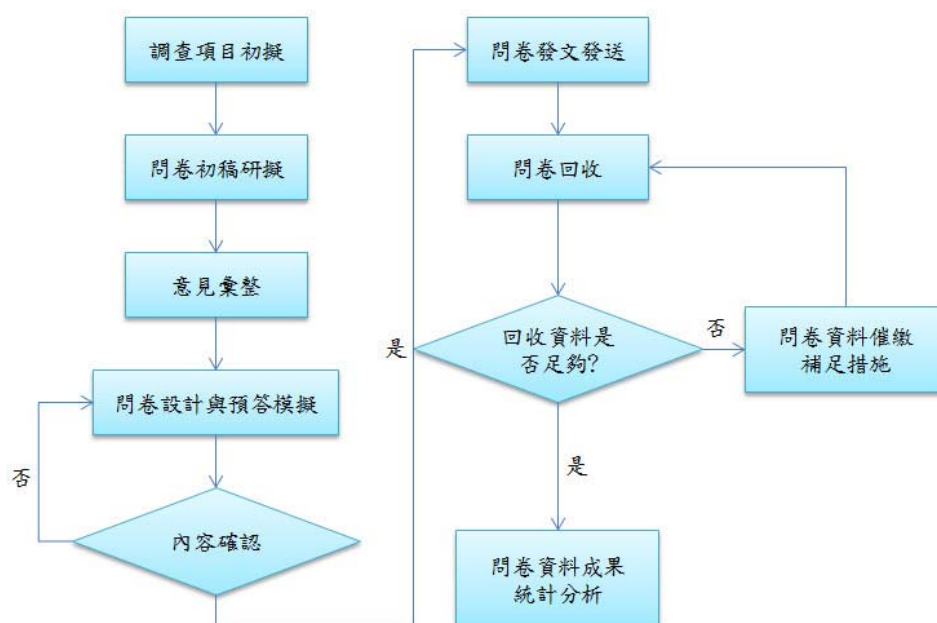 調查項目初擬
問卷初稿研擬
意見彙整
問卷設計與預答模擬
否
內容確認
是
問卷發文發送
問卷回收
回收資料是
否足夠?
否
問卷資料催繳
補足措施
是
問卷資料成果
統計分析